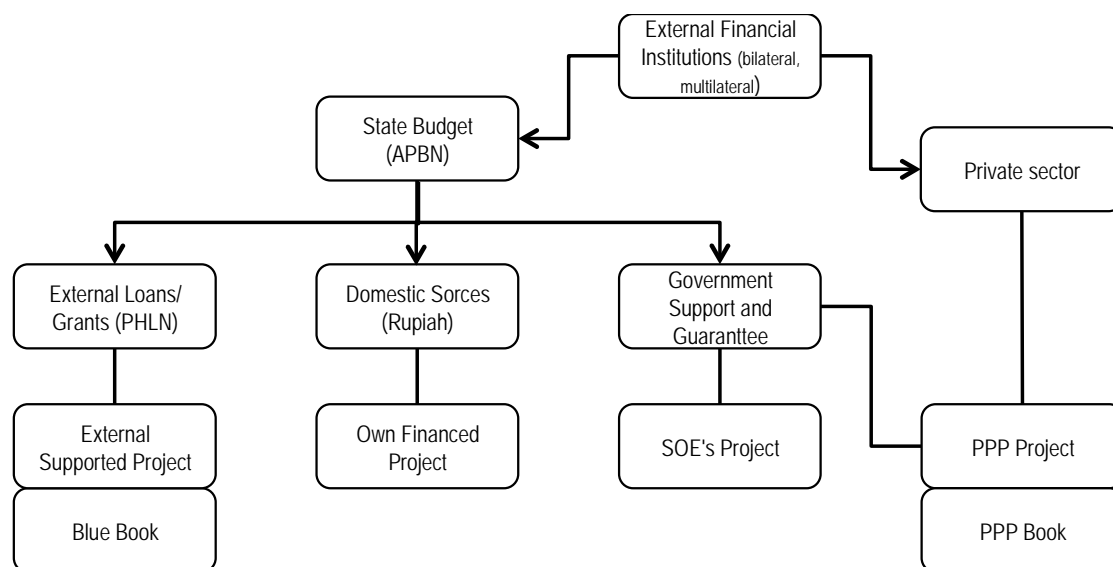 External Financial
Institutions (bilateral,
multilateral)
State Budget
(APBN)
Private sector
External Loans/
Grants (PHLN)
Domestic Sorces
(Rupiah)
Government
Support and
Guarantee
External
Supported Project
Own Financed
Project
SOE's Project
PPP Project
Blue Book
PPP Book